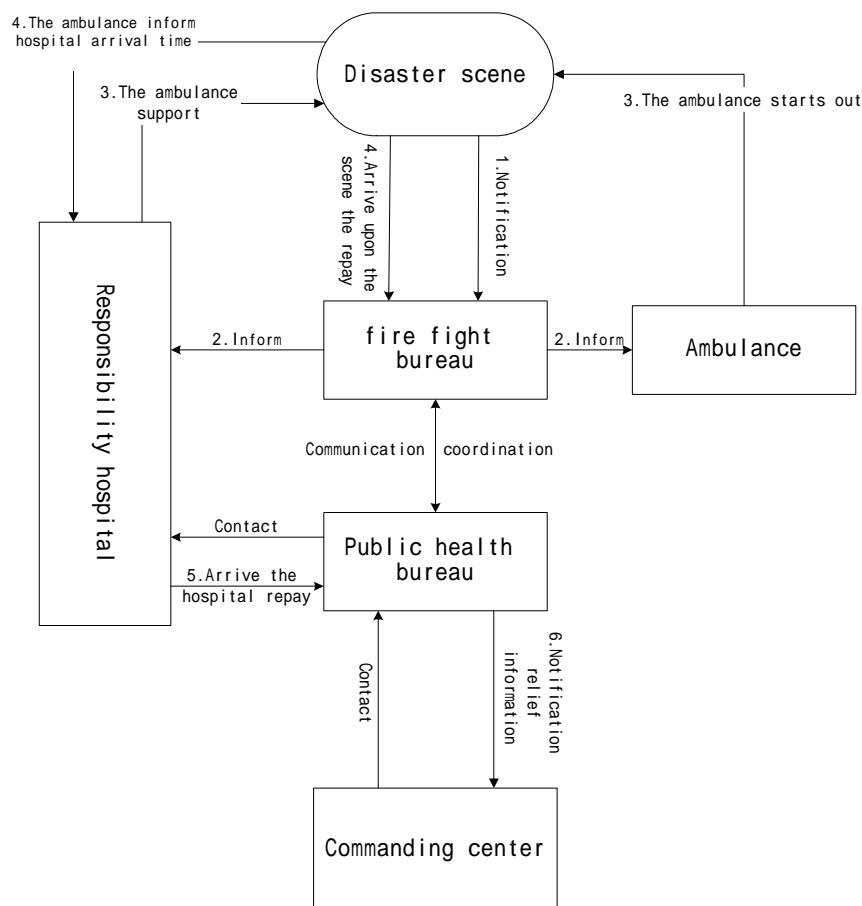 4.The ambulance inform
hospital arrival time
Disaster scene
3.The ambulance
support
3.The ambulance starts out
4.Arrive upon the
scene the repay
1.Notification
Responsibility hospital
2.Inform
fire fight
bureau
2.Inform
Ambulance
Communication
coordination
Contact
Public health
bureau
5.Arrive the
hospital repay
Contact
6.Notification
relief
information
Commanding center